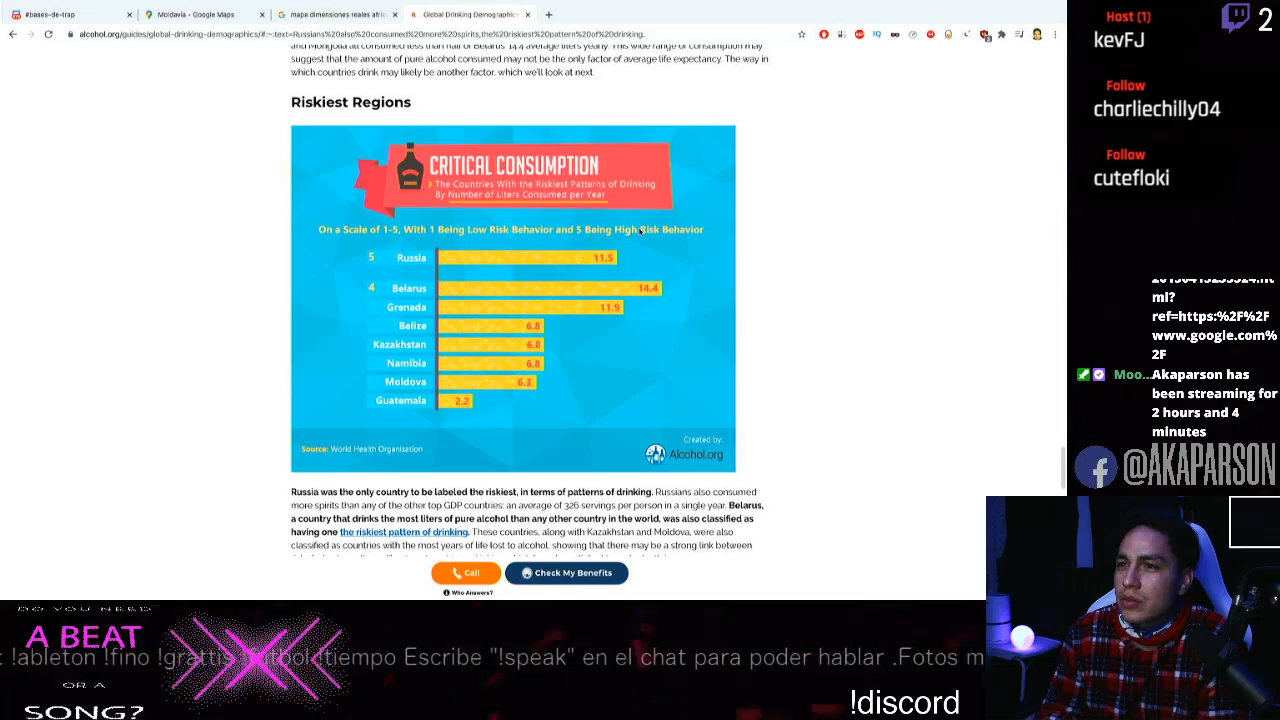 #bases-de-trap
Moldavia - Google Maps
mapa dimensiones reales afric
Global Drinking Demographics
alcohol.org/guides/global-drinking-demographics/#:~:text=Russians%20also%20consumed%20more%20spirits,the%20riskiest%20pattern%20of%20drinking.
and Mongolia all consumed less than half of Belarus' 14.4 average liters yearly. This wide range of consumption may
suggest that the amount of pure alcohol consumed may not be the only factor of average life expectancy. The way in
which countries drink may likely be another factor, which we'll look at next.
Riskiest Regions
CRITICAL CONSUMPTION
The Countries With the Riskiest Patterns of Drinking
By Number of Liters Consumed per Year
On a Scale of 1-5, With 1 Being Low Risk Behavior and 5 Being High Risk Behavior
5 Russia 11.5
4 Belarus 14.4
Grenada 11.9
Belize 6.8
Kazakhstan 6.8
Namibia 6.8
Moldova 6.3
Guatemala 2.2
Source: World Health Organization
Created by:
Alcohol.org
Russia was the only country to be labeled the riskiest, in terms of patterns of drinking. Russians also consumed
more spirits than any of the other top GDP countries: an average of 326 servings per person in a single year. Belarus,
a country that drinks the most liters of pure alcohol than any other country in the world, was also classified as
having one the riskiest pattern of drinking. These countries, along with Kazakhstan and Moldova, were also
classified as countries with the most years of life lost to alcohol, showing that there may be a strong link between
Call
Check My Benefits
Who Answers?
Host (1)
kevFJ
Follow
charliechilly04
Follow
cutefloki
2
ml?
ref=https:%2F%2F
www.google.com%
2F
Moo... Akaparson has
been streaming for
2 hours and 4
minutes
@AKAPARSON
DO YOU NEED
A BEAT
OR A
SONG?
: !ableton !fino !grattis !tiempo Escribe "!speak" en el chat para poder hablar .Fotos m
!discord